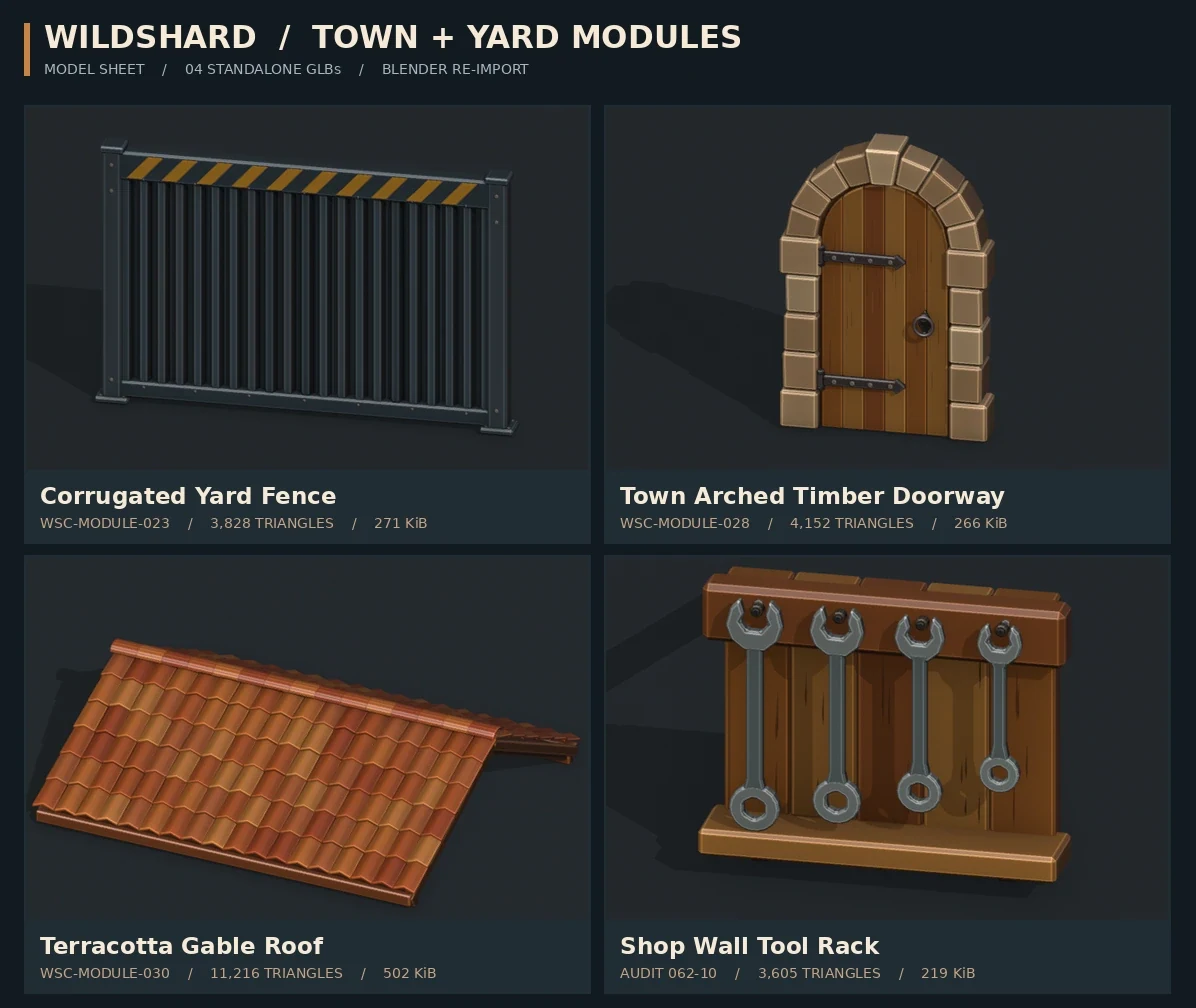 WILDSHARD / TOWN + YARD MODULES
MODEL SHEET / 04 STANDALONE GLBs / BLENDER RE-IMPORT
Corrugated Yard Fence
WSC-MODULE-023 / 3,828 TRIANGLES / 271 KiB
Town Arched Timber Doorway
WSC-MODULE-028 / 4,152 TRIANGLES / 266 KiB
Terracotta Gable Roof
WSC-MODULE-030 / 11,216 TRIANGLES / 502 KiB
Shop Wall Tool Rack
AUDIT 062-10 / 3,605 TRIANGLES / 219 KiB